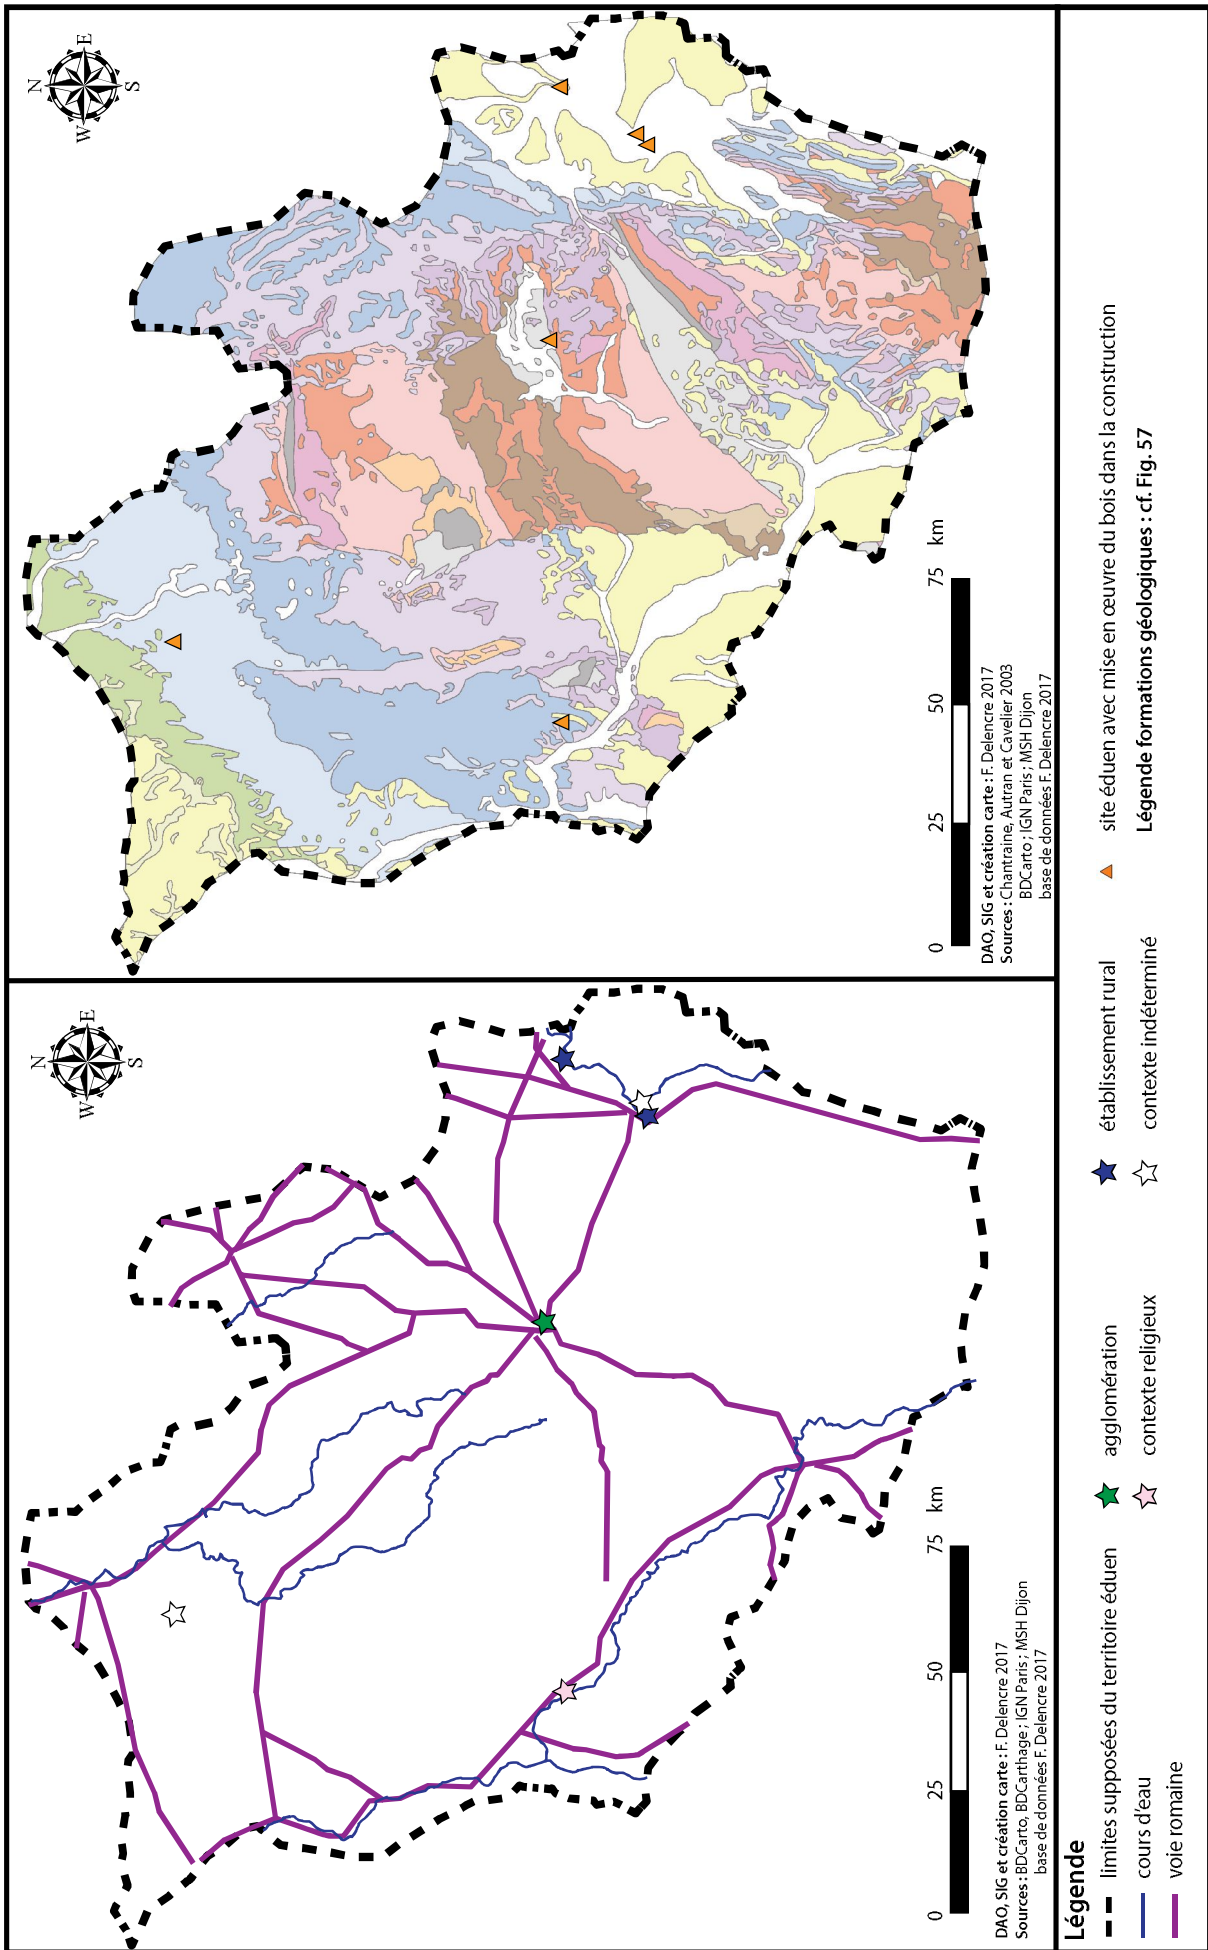 N
E
S
W
0
25
50
75
km
DAO, SIG et création carte : F. Delencre 2017
Sources : BDCarto, BDCarthage ; IGN Paris ; MSH Dijon
base de données F. Delencre 2017
N
E
S
W
0
25
50
75
km
DAO, SIG et création carte : F. Delencre 2017
Sources : Chantraine, Autran et Cavelier 2003
BDCarto ; IGN Paris ; MSH Dijon
base de données F. Delencre 2017
Légende
limites supposées du territoire éduen
cours d'eau
voie romaine
agglomération
contexte religieux
établissement rural
contexte indéterminé
site éduen avec mise en œuvre du bois dans la construction
Légende formations géologiques : cf. Fig. 57